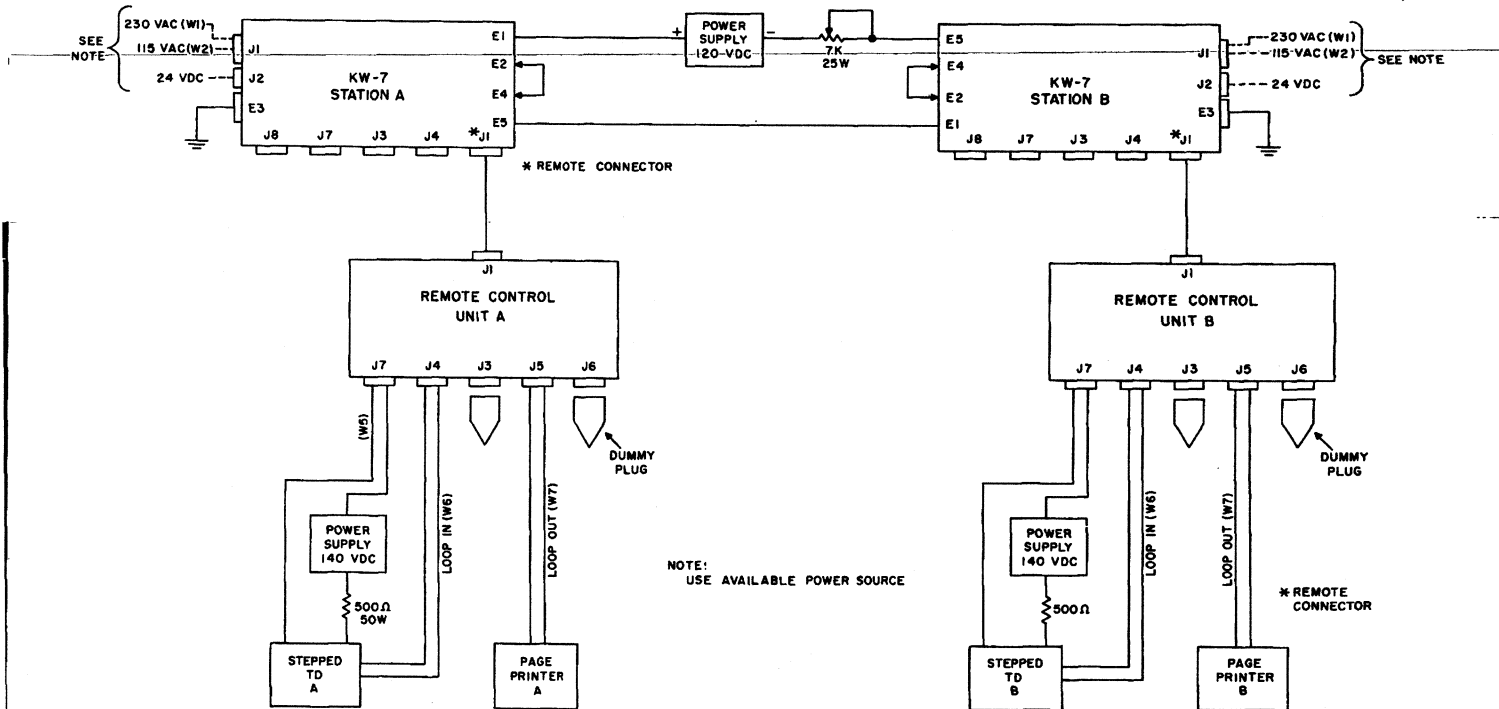 230 VAC (W1)
115 VAC (W2)
SEE
NOTE
24 VDC
J1
J2
E3
KW-7
STATION A
E1
E2
E4
E5
J8 J7 J3 J4 *J1
* REMOTE CONNECTOR
+ POWER -
SUPPLY
120-VDC
7K
25W
E5
E4
E2
E1
KW-7
STATION B
J1
J2
E3
J8 J7 J3 J4 *J1
230 VAC (W1)
115 VAC (W2)
SEE NOTE
24 VDC
J1
REMOTE CONTROL
UNIT A
J7 J4 J3 J5 J6
DUMMY
PLUG
(W5)
POWER
SUPPLY
140 VDC
LOOP IN (W6)
LOOP OUT (W7)
500Ω
50W
STEPPED
TD
A
PAGE
PRINTER
A
NOTE:
USE AVAILABLE POWER SOURCE
J1
REMOTE CONTROL
UNIT B
J7 J4 J3 J5 J6
DUMMY
PLUG
POWER
SUPPLY
140 VDC
LOOP IN (W6)
LOOP OUT (W7)
500Ω
* REMOTE
CONNECTOR
STEPPED
TD
B
PAGE
PRINTER
B